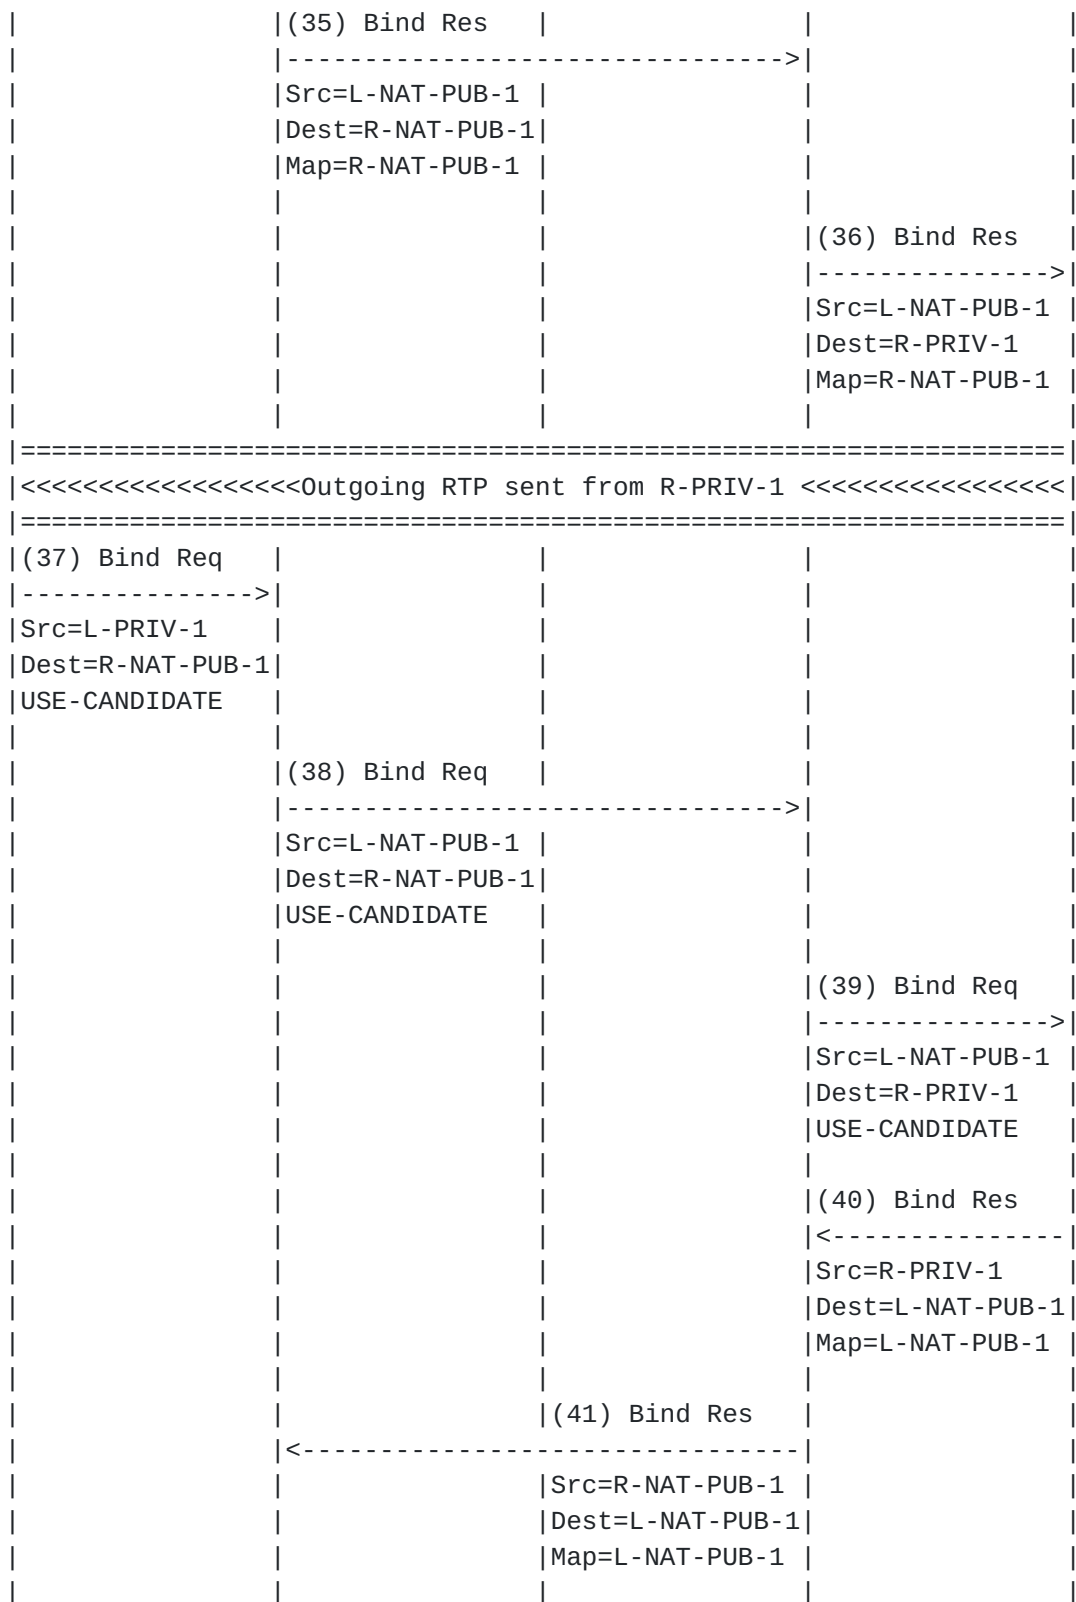 |                |(35) Bind Res   |                |                |
|                |-------------------------------->|                |
|                |Src=L-NAT-PUB-1 |                |                |
|                |Dest=R-NAT-PUB-1|                |                |
|                |Map=R-NAT-PUB-1 |                |                |
|                |                |                |                |
|                |                |                |(36) Bind Res   |
|                |                |                |--------------->|
|                |                |                |Src=L-NAT-PUB-1 |
|                |                |                |Dest=R-PRIV-1   |
|                |                |                |Map=R-NAT-PUB-1 |
|                |                |                |                |
|===================================================================|
|<<<<<<<<<<<<<<<<<<Outgoing RTP sent from R-PRIV-1 <<<<<<<<<<<<<<<<<|
|===================================================================|
|(37) Bind Req   |                |                |                |
|--------------->|                |                |                |
|Src=L-PRIV-1    |                |                |                |
|Dest=R-NAT-PUB-1|                |                |                |
|USE-CANDIDATE   |                |                |                |
|                |                |                |                |
|                |(38) Bind Req   |                |                |
|                |-------------------------------->|                |
|                |Src=L-NAT-PUB-1 |                |                |
|                |Dest=R-NAT-PUB-1|                |                |
|                |USE-CANDIDATE   |                |                |
|                |                |                |                |
|                |                |                |(39) Bind Req   |
|                |                |                |--------------->|
|                |                |                |Src=L-NAT-PUB-1 |
|                |                |                |Dest=R-PRIV-1   |
|                |                |                |USE-CANDIDATE   |
|                |                |                |                |
|                |                |                |(40) Bind Res   |
|                |                |                |<---------------|
|                |                |                |Src=R-PRIV-1    |
|                |                |                |Dest=L-NAT-PUB-1|
|                |                |                |Map=L-NAT-PUB-1 |
|                |                |                |                |
|                |                |(41) Bind Res   |                |
|                |<--------------------------------|                |
|                |                |Src=R-NAT-PUB-1 |                |
|                |                |Dest=L-NAT-PUB-1|                |
|                |                |Map=L-NAT-PUB-1 |                |
|                |                |                |                |